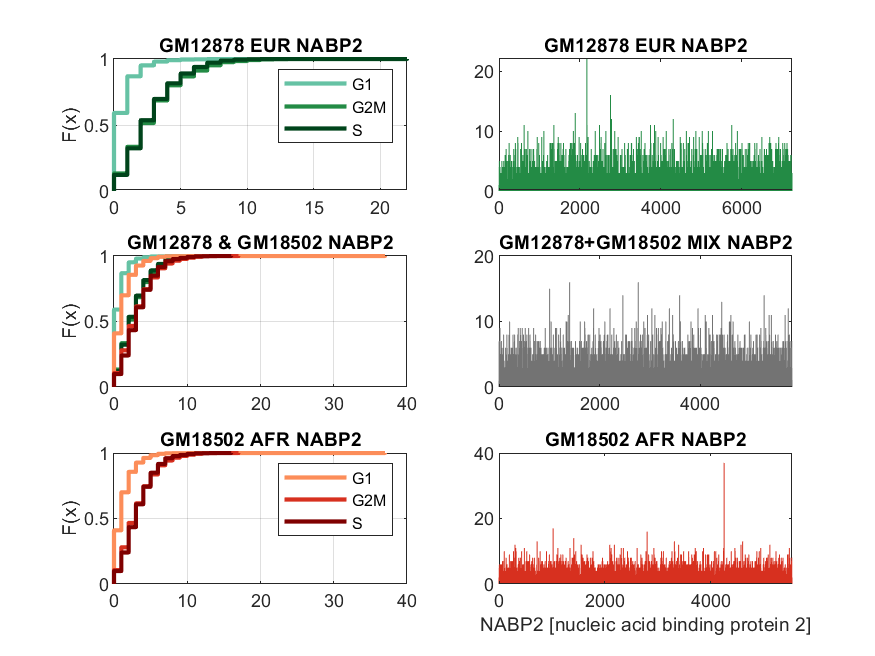 GM12878 EUR NABP2
F(x)
1
0.5
0
0 5 10 15 20
G1
G2M
S
GM12878 EUR NABP2
20
10
0
0 2000 4000 6000
GM12878 & GM18502 NABP2
F(x)
1
0.5
0
0 10 20 30 40
GM12878+GM18502 MIX NABP2
20
10
0
0 2000 4000
GM18502 AFR NABP2
F(x)
1
0.5
0
0 10 20 30 40
G1
G2M
S
GM18502 AFR NABP2
40
20
0
0 2000 4000
NABP2 [nucleic acid binding protein 2]